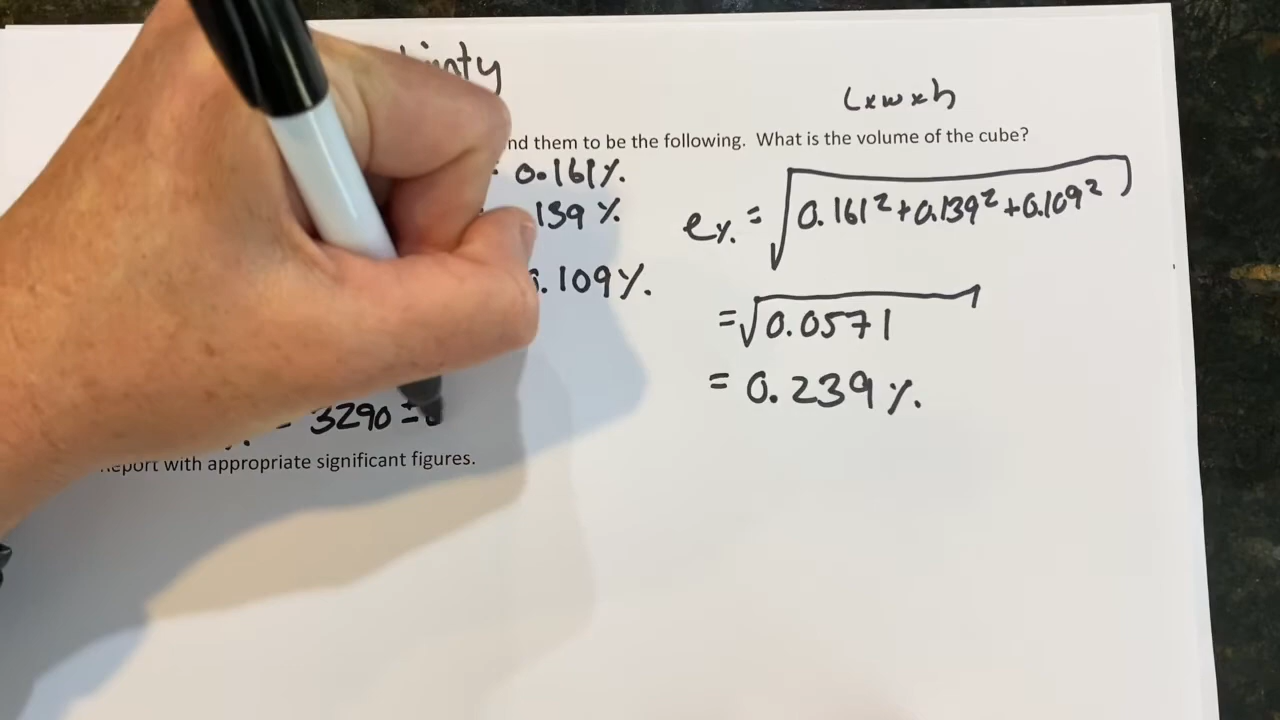 L x w x h
nd them to be the following. What is the volume of the cube?
0.161%.
139 %
.109%.
e%. = √0.161² + 0.139² + 0.109²
= √0.0571
= 0.239%.
3290 ±
report with appropriate significant figures.